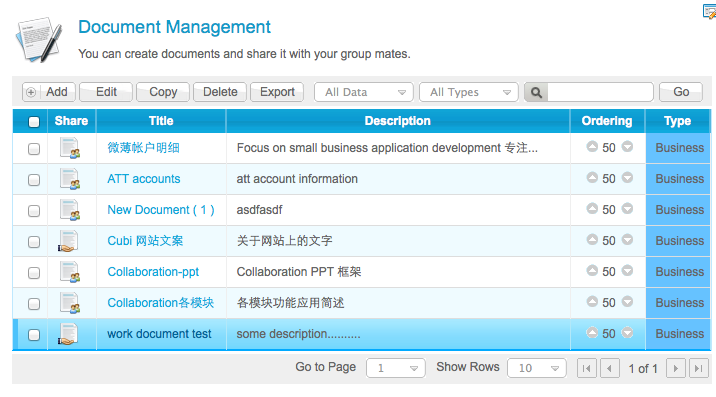 Document Management
You can create documents and share it with your group mates.
Add Edit Copy Delete Export All Data All Types Go
Share Title Description Ordering Type
微薄帐户明细 Focus on small business application development 专注... 50 Business
ATT accounts att account information 50 Business
New Document ( 1 ) asdfasdf 50 Business
Cubi 网站文案 关于网站上的文字 50 Business
Collaboration-ppt Collaboration PPT 框架 50 Business
Collaboration各模块 各模块功能应用简述 50 Business
work document test some description.......... 50 Business
Go to Page 1 Show Rows 10 1 of 1